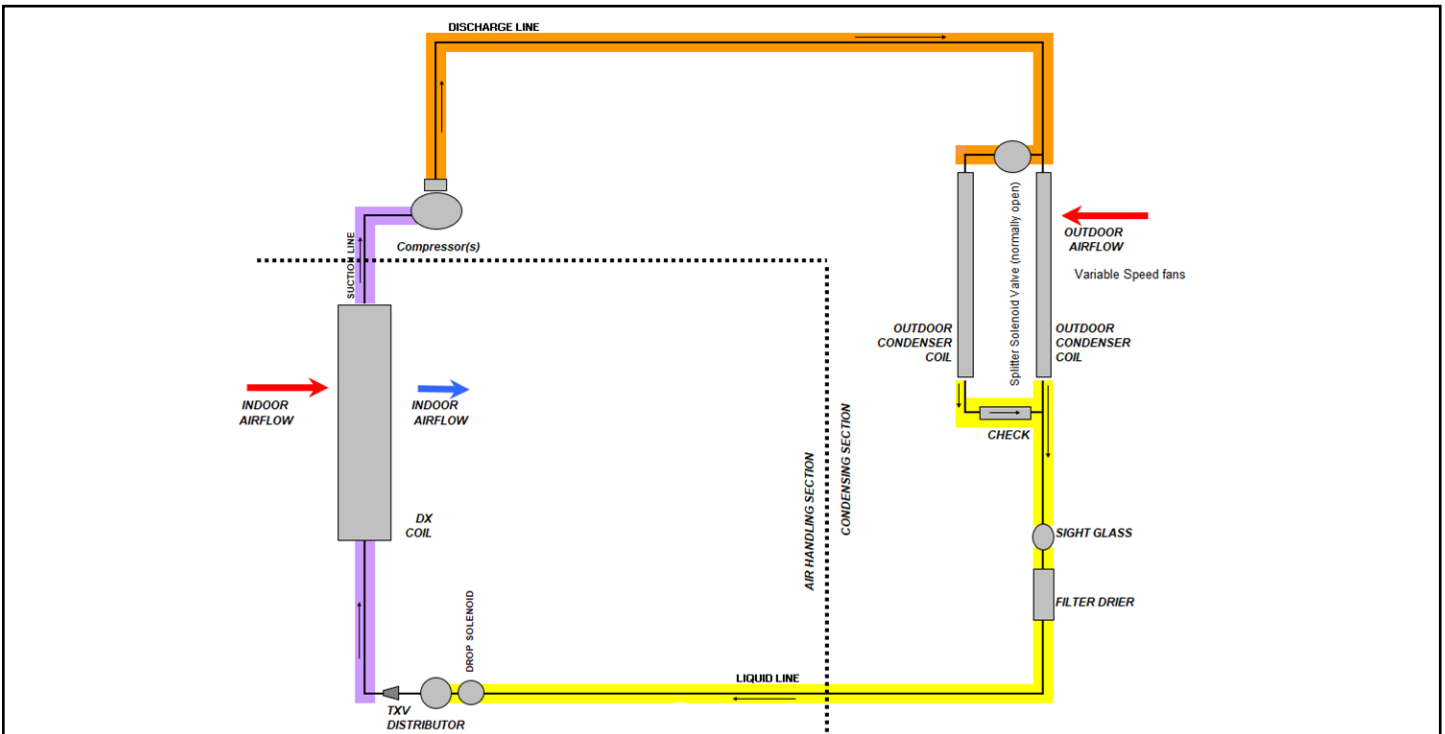 DISCHARGE LINE
Compressor(s)
SUCTION LINE
Splitter Solenoid Valve (normally open)
OUTDOOR
AIRFLOW
Variable Speed fans
OUTDOOR
CONDENSER
COIL
OUTDOOR
CONDENSER
COIL
INDOOR
AIRFLOW
INDOOR
AIRFLOW
CHECK
AIR HANDLING SECTION
CONDENSING SECTION
DX
COIL
SIGHT GLASS
FILTER DRIER
DROP SOLENOID
LIQUID LINE
TXV
DISTRIBUTOR